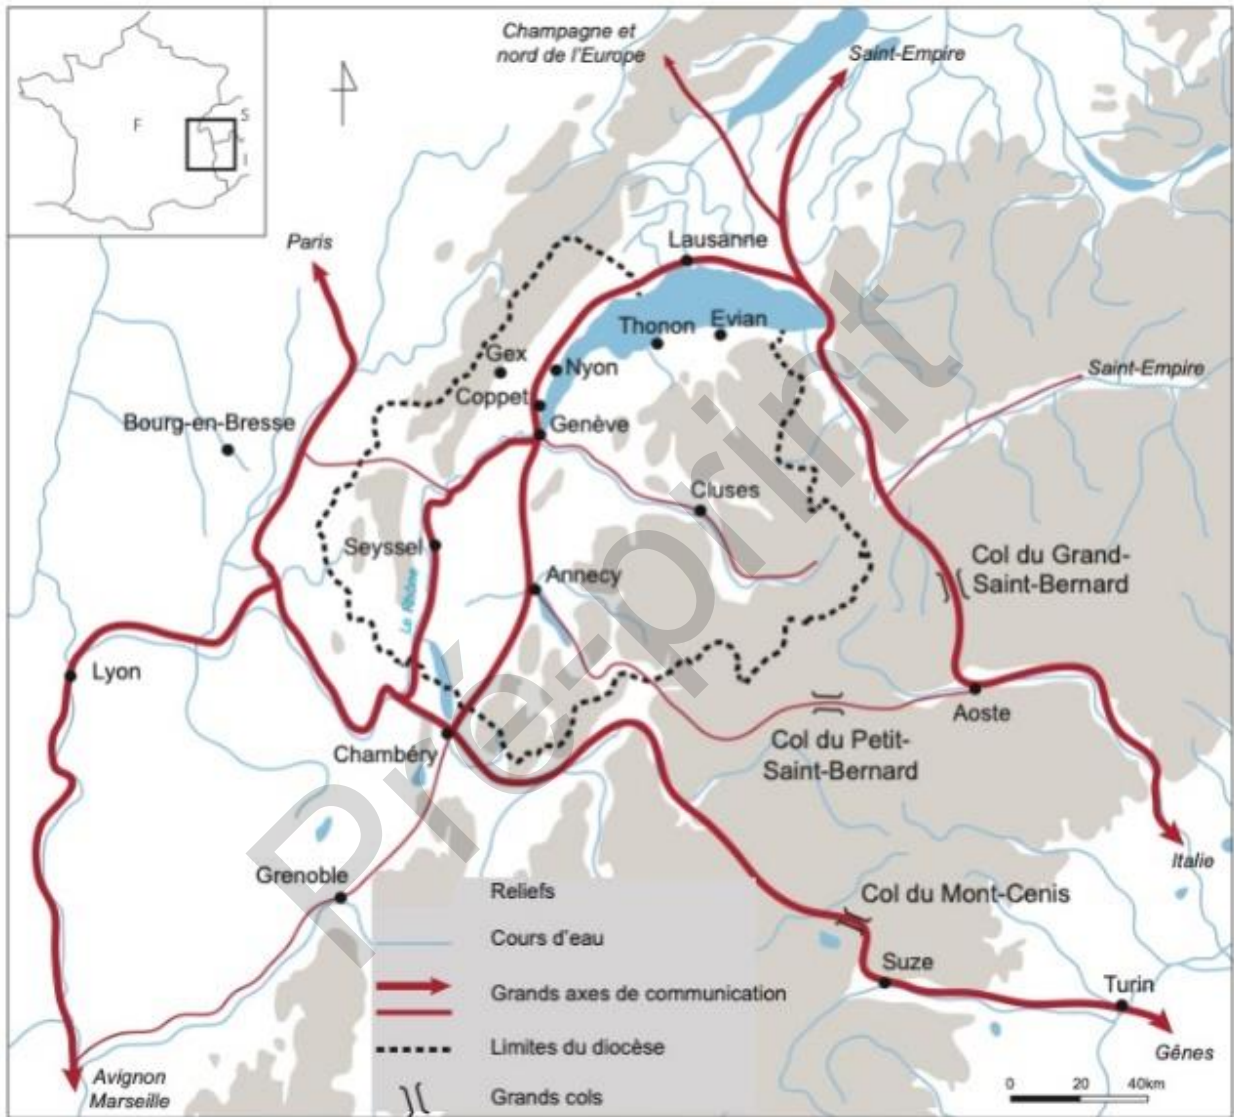 Champagne et
nord de l'Europe
Saint-Empire
F
S
I
Paris
Lausanne
Thonon
Evian
Gex
Nyon
Coppet
Saint-Empire
Bourg-en-Bresse
Genève
Cluses
Seyssel
Annecy
Le Rhône
Col du Grand-
Saint-Bernard
Lyon
Aoste
Chambéry
Col du Petit-
Saint-Bernard
Italie
Grenoble
Reliefs
Col du Mont-Cenis
Cours d'eau
Suze
Grands axes de communication
Turin
Limites du diocèse
Gênes
Avignon
Marseille
Grands cols
0 20 40km
Pré-print